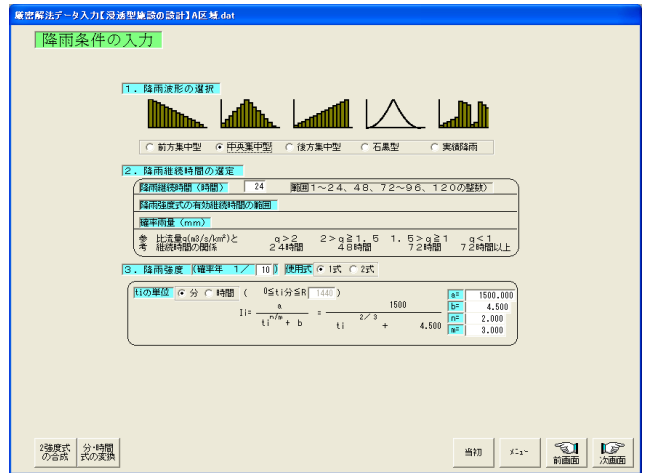 厳密解法データ入力【浸透型施設の設計】A区域.dat
降雨条件の入力
1．降雨波形の選択
前方集中型 中央集中型 後方集中型 石黒型 実績降雨
2．降雨継続時間の選定
降雨継続時間（時間） 24 範囲1～24、48、72～96、120の整数）
降雨強度式の有効継続時間の範囲
確率雨量（mm）
参考 比流量q(m3/s/km²)と継続時間の関係
q>2 2>q≧1．5 1．5>q≧1 q<1
24時間 48時間 72時間 72時間以上
3．降雨強度 （確率年 1／ 10 ） 使用式 1式 2式
tiの単位 分 時間 （ 0≦ti分≦R 1440 ）
Ii= a / ti^n/m + b = 1500 / ti^2/3 + 4.500
a= 1500.000
b= 4.500
n= 2.000
m= 3.000
2強度式の合成 分･時間式の変換 当初 ﾒﾆｭｰ 前画面 次画面